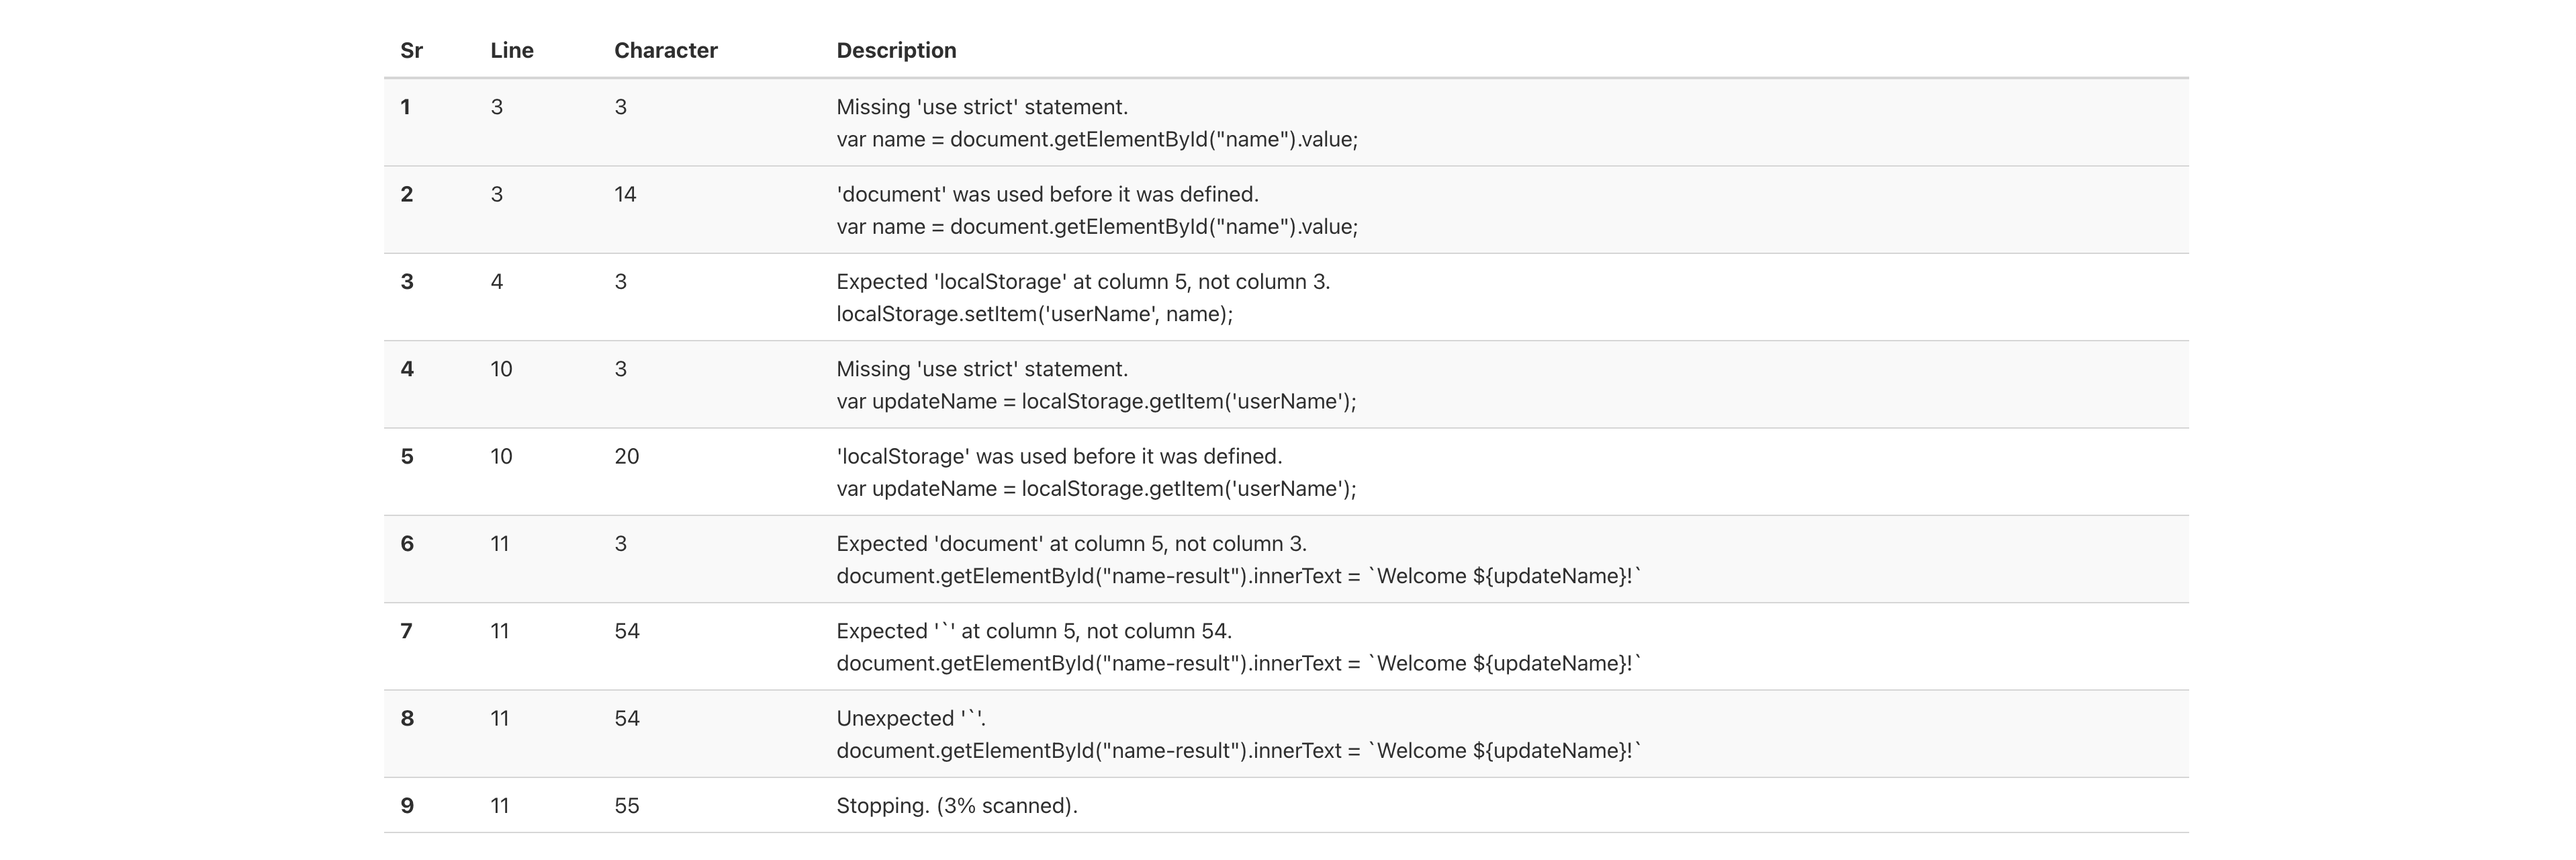 Sr Line Character Description
1 3 3 Missing 'use strict' statement.
var name = document.getElementById("name").value;
2 3 14 'document' was used before it was defined.
var name = document.getElementById("name").value;
3 4 3 Expected 'localStorage' at column 5, not column 3.
localStorage.setItem('userName', name);
4 10 3 Missing 'use strict' statement.
var updateName = localStorage.getItem('userName');
5 10 20 'localStorage' was used before it was defined.
var updateName = localStorage.getItem('userName');
6 11 3 Expected 'document' at column 5, not column 3.
document.getElementById("name-result").innerText = `Welcome ${updateName}!`
7 11 54 Expected '`' at column 5, not column 54.
document.getElementById("name-result").innerText = `Welcome ${updateName}!`
8 11 54 Unexpected '`'.
document.getElementById("name-result").innerText = `Welcome ${updateName}!`
9 11 55 Stopping. (3% scanned).